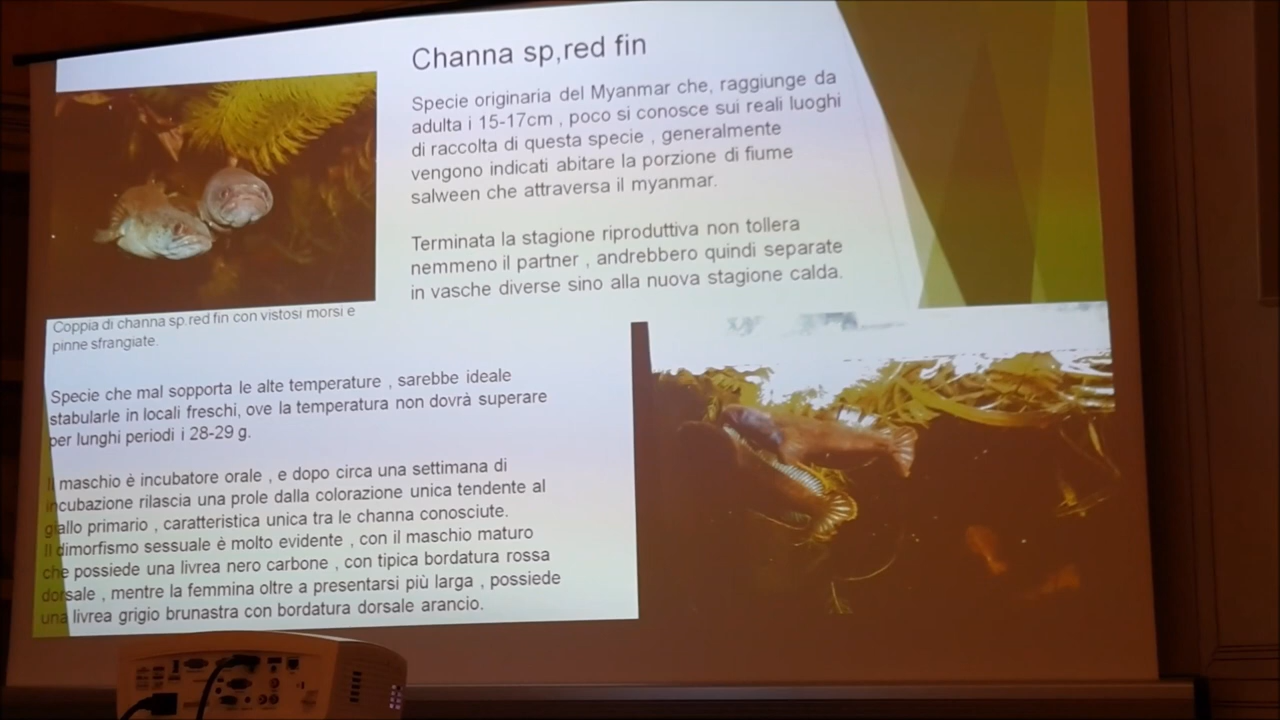 Channa sp,red fin
Specie originaria del Myanmar che, raggiunge da
adulta i 15-17cm , poco si conosce sui reali luoghi
di raccolta di questa specie , generalmente
vengono indicati abitare la porzione di fiume
salween che attraversa il myanmar.
Terminata la stagione riproduttiva non tollera
nemmeno il partner , andrebbero quindi separate
in vasche diverse sino alla nuova stagione calda.
Coppia di channa sp.red fin con vistosi morsi e
pinne sfrangiate.
Specie che mal sopporta le alte temperature , sarebbe ideale
stabularle in locali freschi, ove la temperatura non dovrà superare
per lunghi periodi i 28-29 g.
Il maschio è incubatore orale , e dopo circa una settimana di
incubazione rilascia una prole dalla colorazione unica tendente al
giallo primario , caratteristica unica tra le channa conosciute.
Il dimorfismo sessuale è molto evidente , con il maschio maturo
che possiede una livrea nero carbone , con tipica bordatura rossa
dorsale , mentre la femmina oltre a presentarsi più larga , possiede
una livrea grigio brunastra con bordatura dorsale arancio.